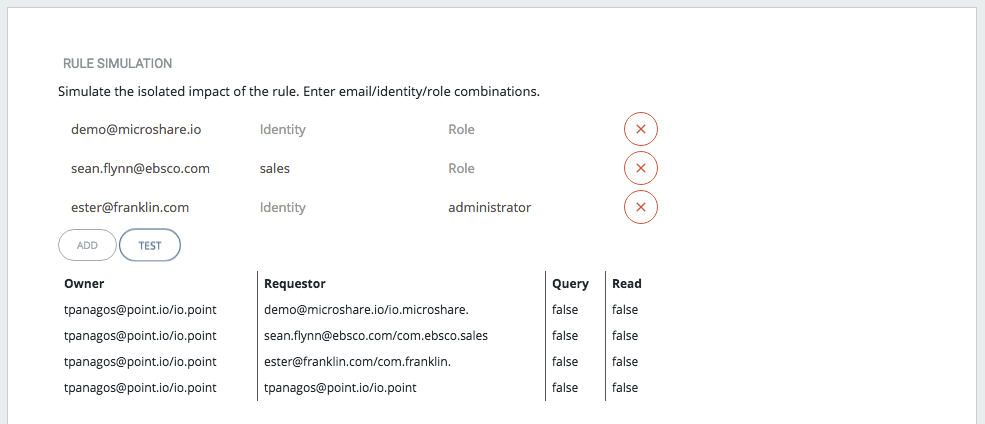 RULE SIMULATION
Simulate the isolated impact of the rule. Enter email/identity/role combinations.
demo@microshare.io Identity Role
sean.flynn@ebsco.com sales Role
ester@franklin.com Identity administrator
ADD TEST
Owner Requestor Query Read
tpanagos@point.io/io.point demo@microshare.io/io.microshare. false false
tpanagos@point.io/io.point sean.flynn@ebsco.com/com.ebsco.sales false false
tpanagos@point.io/io.point ester@franklin.com/com.franklin. false false
tpanagos@point.io/io.point tpanagos@point.io/io.point false false